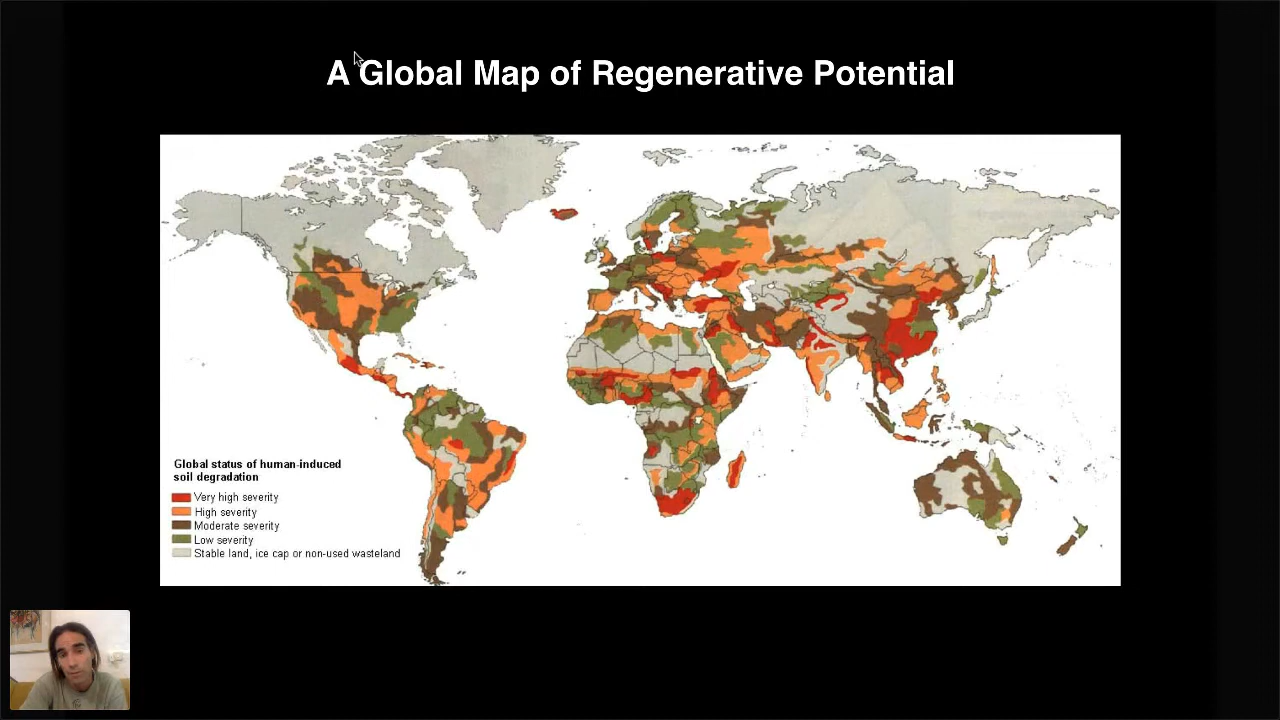 A Global Map of Regenerative Potential
Global status of human-induced
soil degradation
Very high severity
High severity
Moderate severity
Low severity
Stable land, ice cap or non-used wasteland